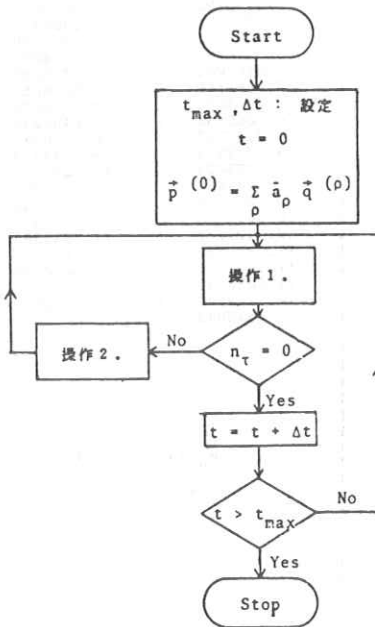 Start
t_max , Δt : 設定
t = 0
p⃗ ^(0) = Σ_ρ ā_ρ q⃗ ^(ρ)
操作1.
操作2.
No
n_τ = 0
Yes
t = t + Δt
t > t_max
No
Yes
Stop